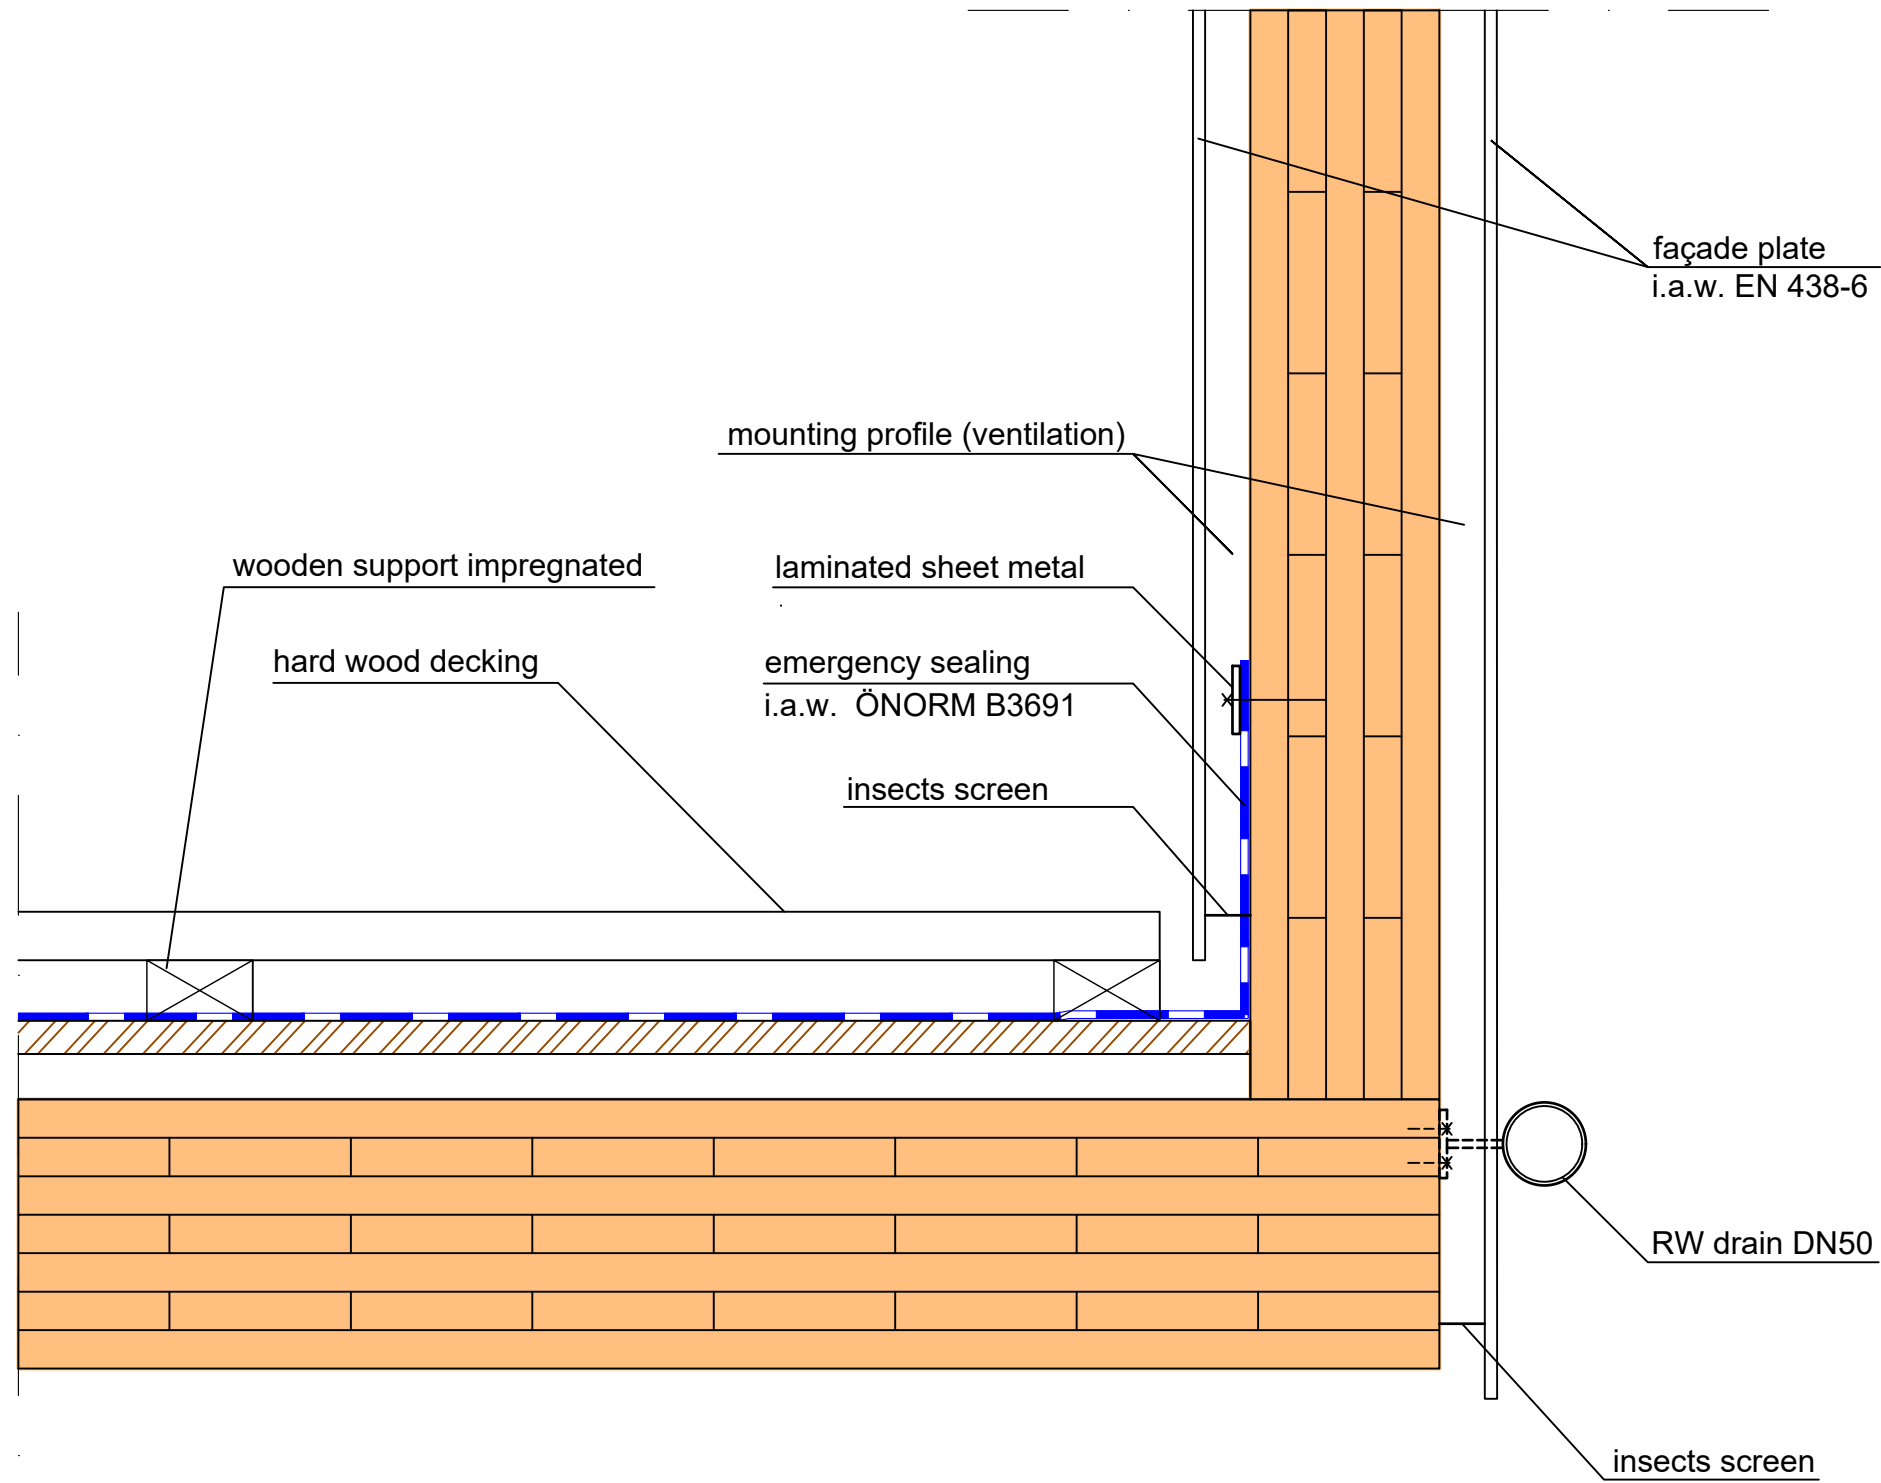 façade plate
i.a.w. EN 438-6
mounting profile (ventilation)
wooden support impregnated
laminated sheet metal
hard wood decking
emergency sealing
i.a.w. ÖNORM B3691
insects screen
RW drain DN50
insects screen